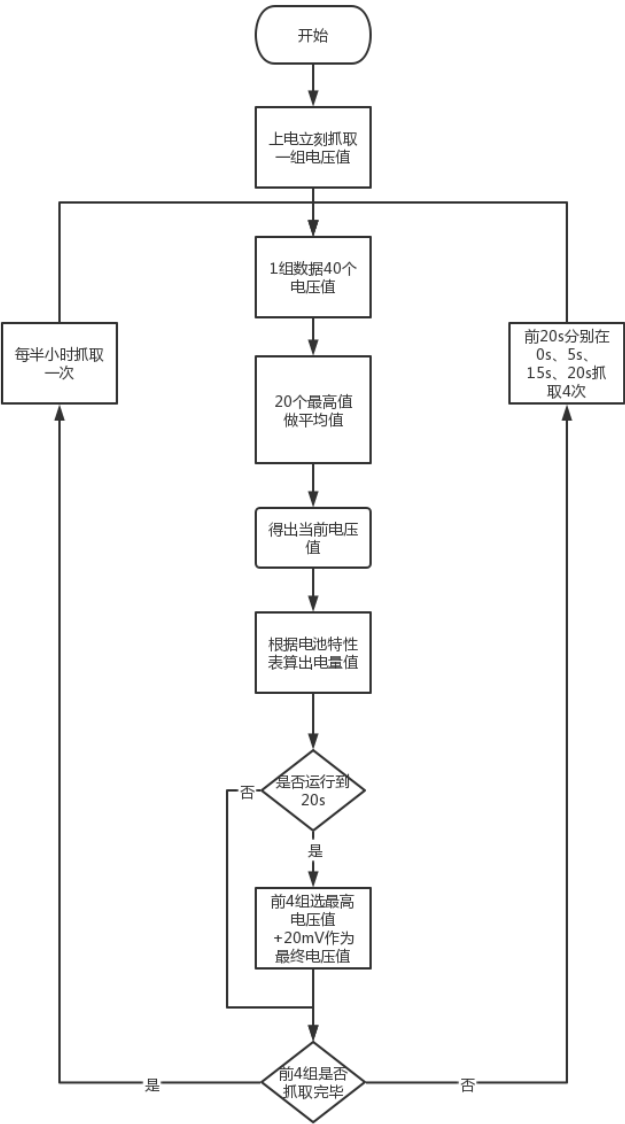 开始
上电立刻抓取
一组电压值
1组数据40个
电压值
每半小时抓取
一次
前20s分别在
0s、5s、
15s、20s抓
取4次
20个最高值
做平均值
得出当前电压
值
根据电池特性
表算出电量值
是否运行到
20s
否
是
前4组选最高
电压值
+20mV作为
最终电压值
前4组是否
抓取完毕
是
否